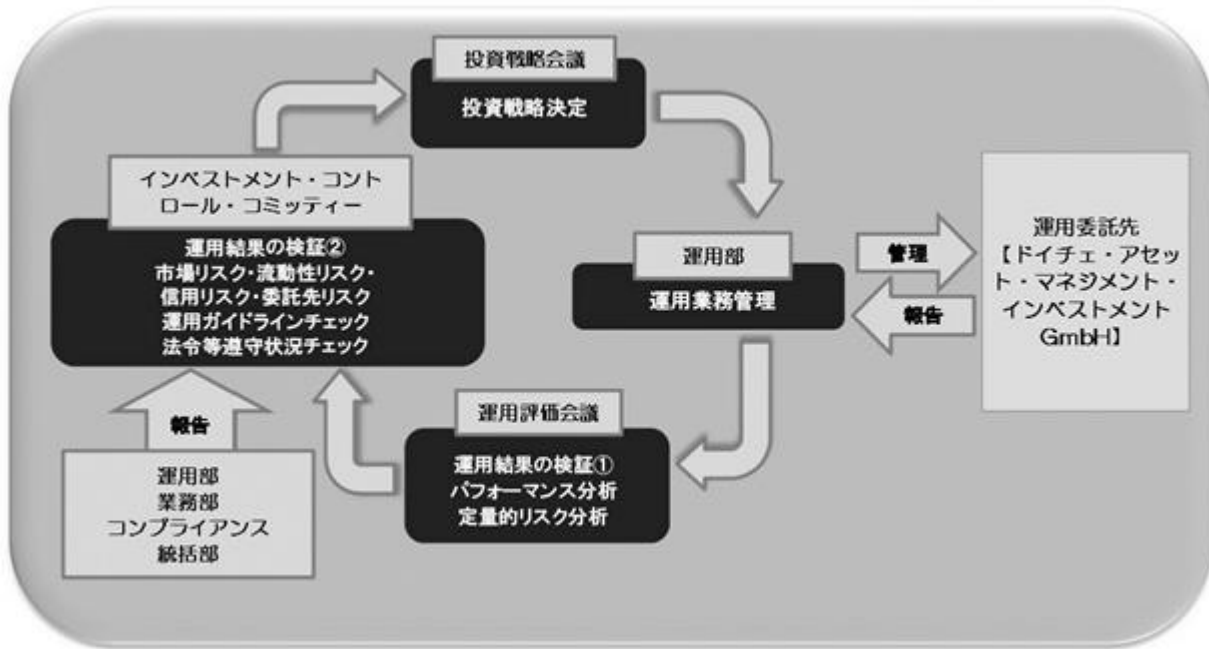 投資戦略会議
投資戦略決定
インベストメント・コント
ロール・コミッティー
運用結果の検証②
市場リスク・流動性リスク・
信用リスク・委託先リスク
運用ガイドラインチェック
法令等遵守状況チェック
運用部
運用業務管理
管理
報告
運用委託先
【ドイチェ・アセッ
ト・マネジメント・
インベストメント
GmbH】
運用評価会議
運用結果の検証①
パフォーマンス分析
定量的リスク分析
報告
運用部
業務部
コンプライアンス
統括部